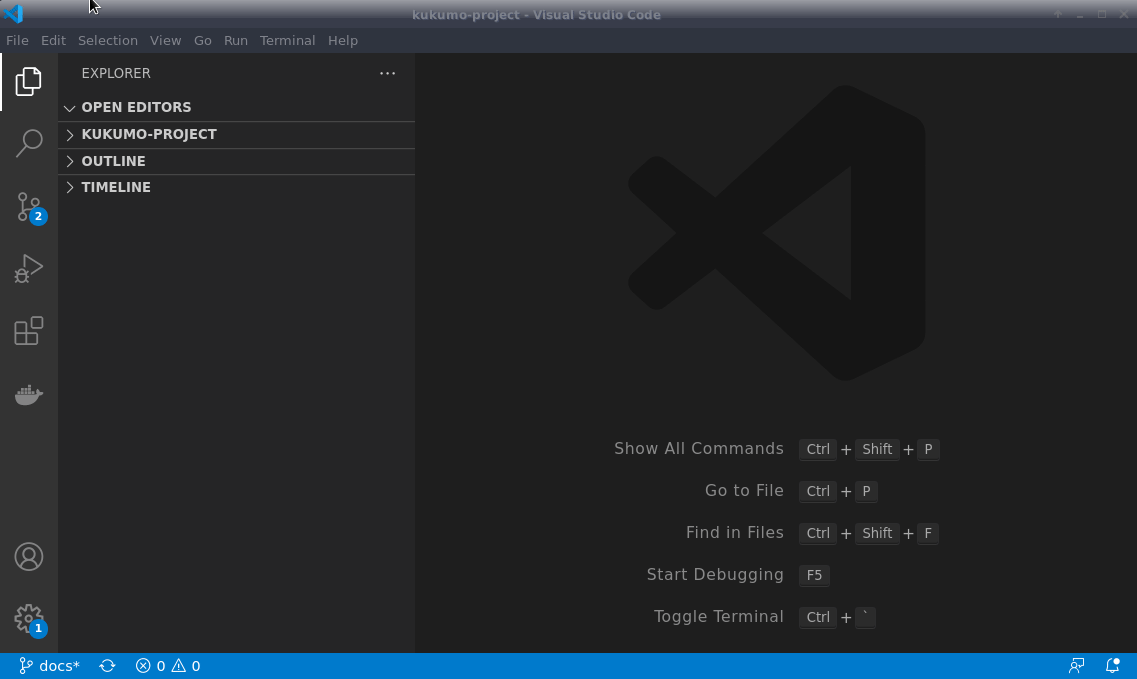 kukumo-project - Visual Studio Code
File Edit Selection View Go Run Terminal Help
EXPLORER
OPEN EDITORS
KUKUMO-PROJECT
OUTLINE
TIMELINE
2
Show All Commands Ctrl + Shift + P
Go to File Ctrl + P
Find in Files Ctrl + Shift + F
Start Debugging F5
Toggle Terminal Ctrl + `
1
docs* 0 0